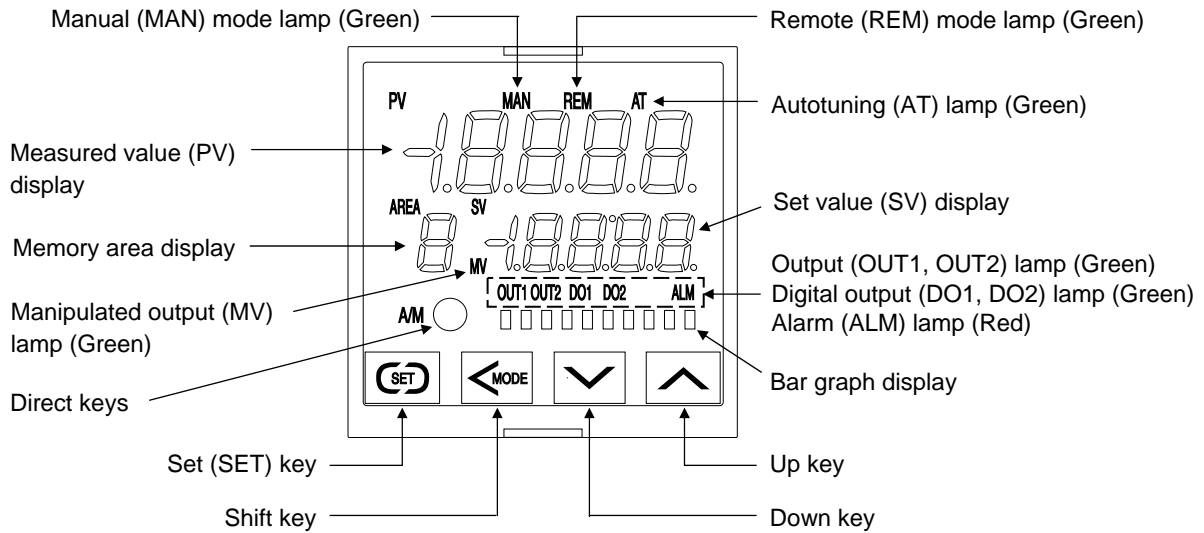 Manual (MAN) mode lamp (Green)
Remote (REM) mode lamp (Green)
PV
MAN
REM
AT
Autotuning (AT) lamp (Green)
Measured value (PV)
display
AREA
SV
Set value (SV) display
Memory area display
MV
Output (OUT1, OUT2) lamp (Green)
OUT1 OUT2 DO1 DO2 ALM
Digital output (DO1, DO2) lamp (Green)
Alarm (ALM) lamp (Red)
Manipulated output (MV)
lamp (Green)
A/M
Bar graph display
Direct keys
SET
MODE
Set (SET) key
Up key
Shift key
Down key